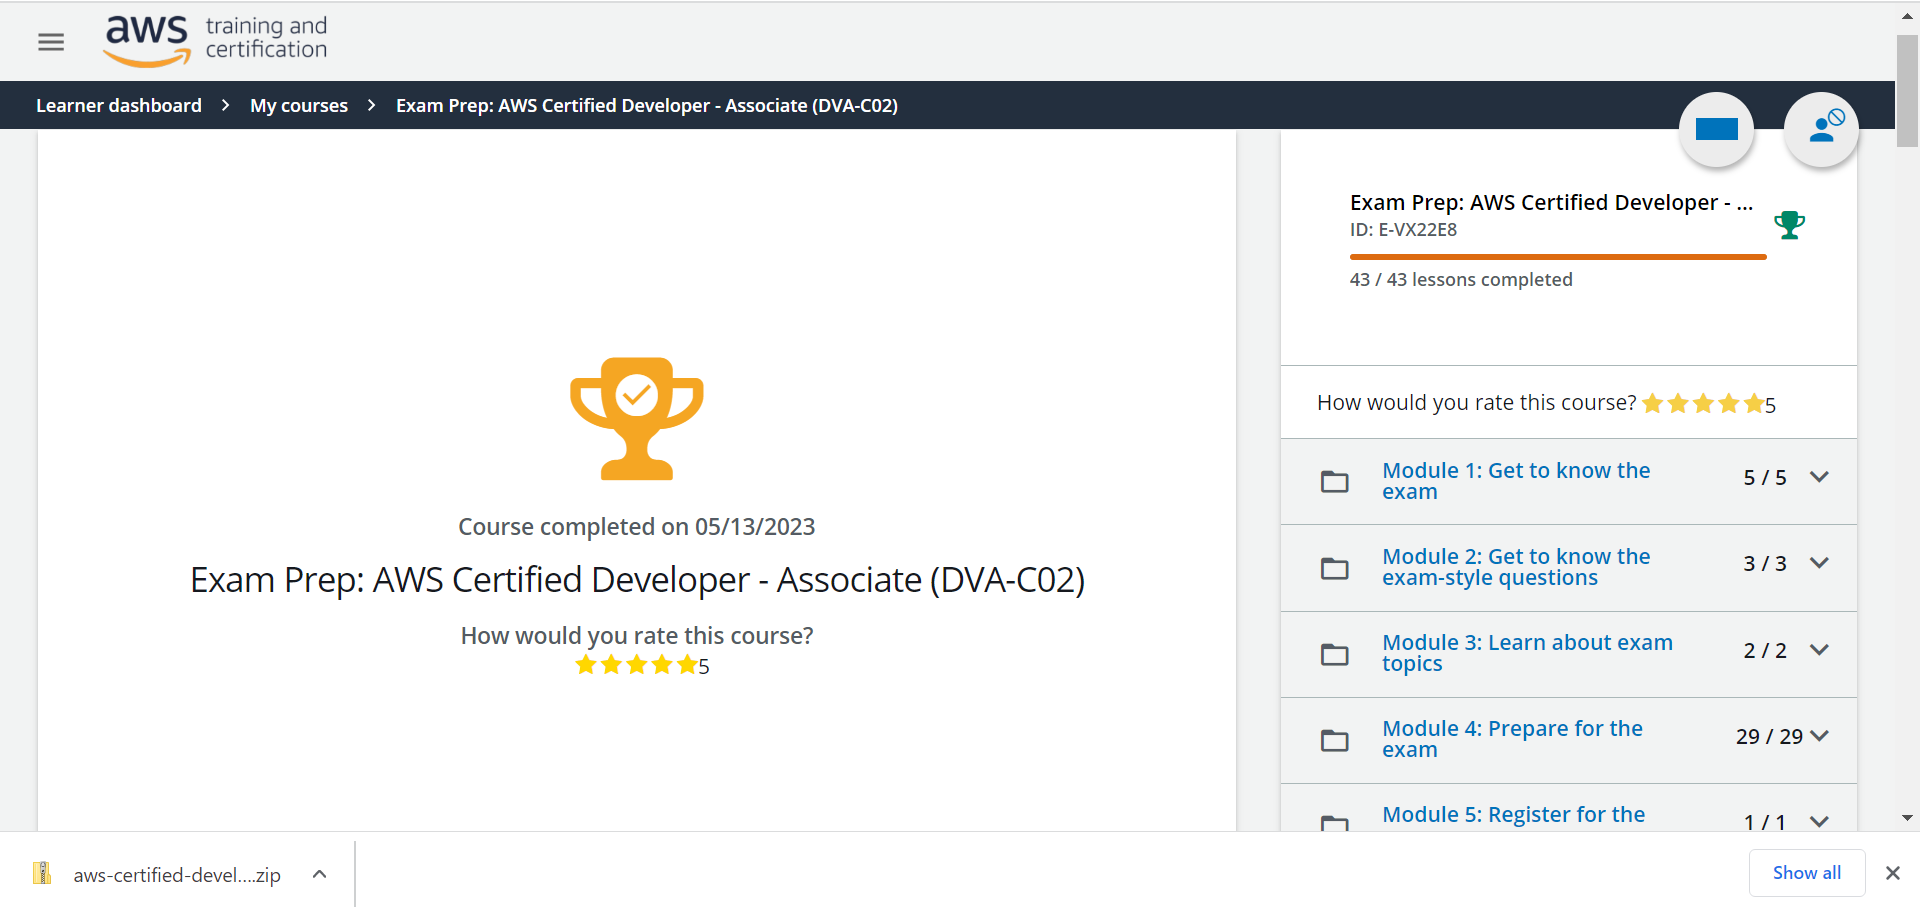 aws training and
certification
Learner dashboard > My courses > Exam Prep: AWS Certified Developer - Associate (DVA-C02)
Course completed on 05/13/2023
Exam Prep: AWS Certified Developer - Associate (DVA-C02)
How would you rate this course?
5
Exam Prep: AWS Certified Developer - ...
ID: E-VX22E8
43 / 43 lessons completed
How would you rate this course? 5
Module 1: Get to know the
exam
5 / 5
Module 2: Get to know the
exam-style questions
3 / 3
Module 3: Learn about exam
topics
2 / 2
Module 4: Prepare for the
exam
29 / 29
Module 5: Register for the
1 / 1
aws-certified-devel....zip
Show all